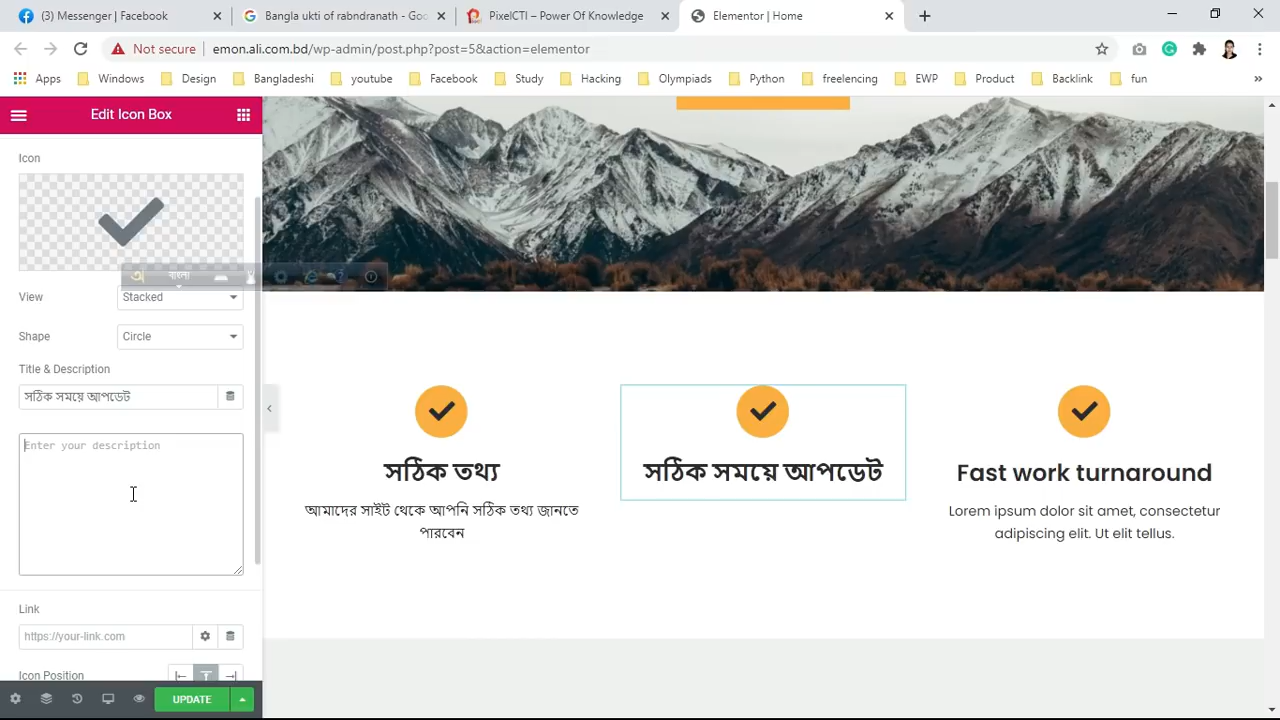 (3) Messenger | Facebook
Bangla ukti of rabndranath - Goo
PixelCTI – Power Of Knowledge
Elementor | Home
Not secure
emon.ali.com.bd/wp-admin/post.php?post=5&action=elementor
Apps
Windows
Design
Bangladeshi
youtube
Facebook
Study
Hacking
Olympiads
Python
freelencing
EWP
Product
Backlink
fun
Edit Icon Box
Icon
অ বাংলা
View
Stacked
Shape
Circle
Title & Description
সঠিক সময়ে আপডেট
Enter your description
Link
https://your-link.com
Icon Position
UPDATE
সঠিক তথ্য
আমাদের সাইট থেকে আপনি সঠিক তথ্য জানতে
পারবেন
সঠিক সময়ে আপডেট
Fast work turnaround
Lorem ipsum dolor sit amet, consectetur
adipiscing elit. Ut elit tellus.